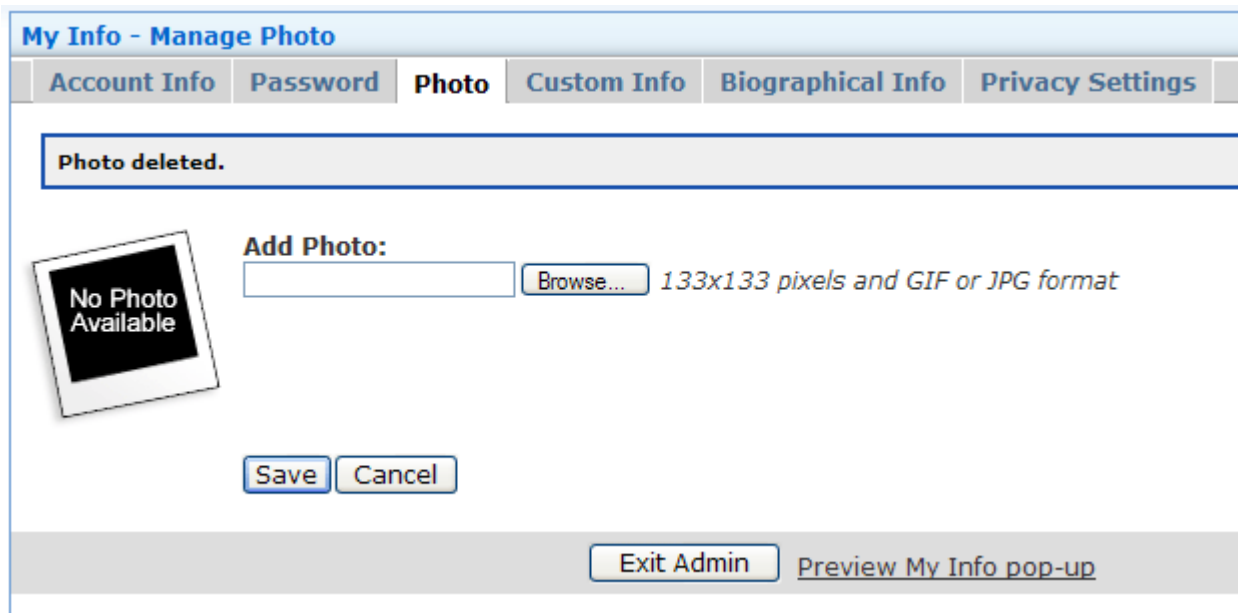 My Info - Manage Photo
Account Info Password Photo Custom Info Biographical Info Privacy Settings
Photo deleted.
No Photo
Available
Add Photo:
Browse... 133x133 pixels and GIF or JPG format
Save Cancel
Exit Admin Preview My Info pop-up